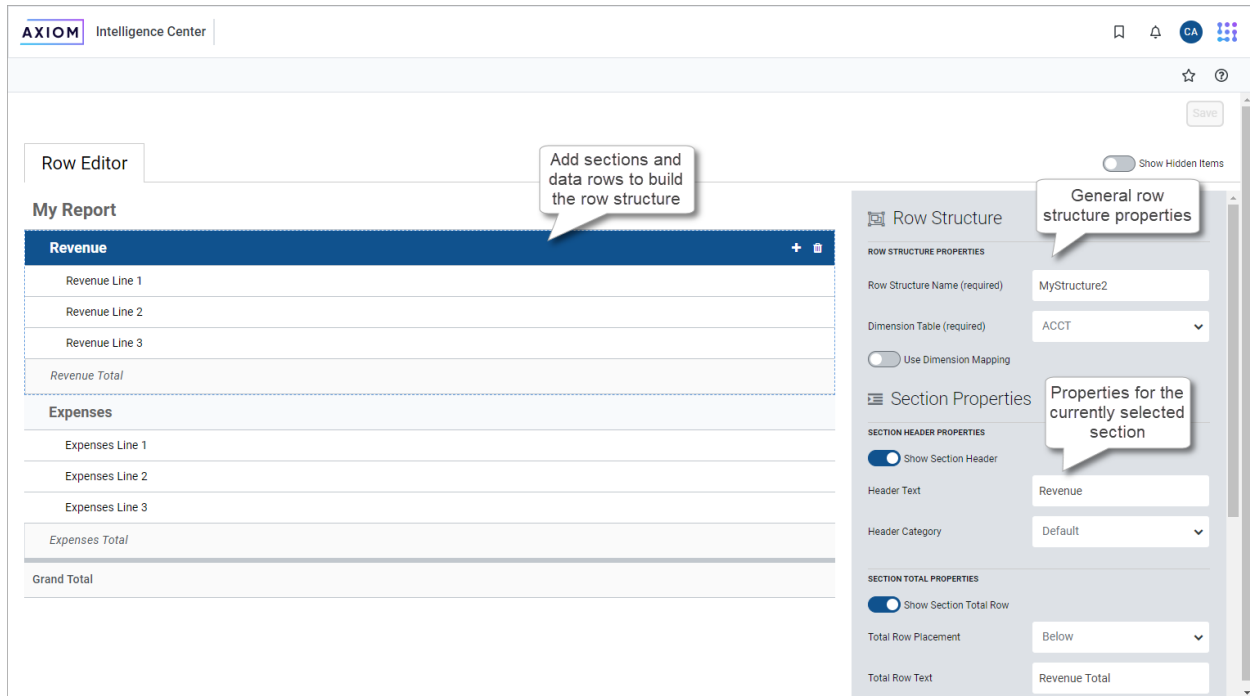 AXIOM Intelligence Center
CA
Save
Row Editor
Show Hidden Items
Add sections and
data rows to build
the row structure
My Report
Revenue
Revenue Line 1
Revenue Line 2
Revenue Line 3
Revenue Total
Expenses
Expenses Line 1
Expenses Line 2
Expenses Line 3
Expenses Total
Grand Total
Row Structure
General row
structure properties
ROW STRUCTURE PROPERTIES
Row Structure Name (required) MyStructure2
Dimension Table (required) ACCT
Use Dimension Mapping
Section Properties
Properties for the
currently selected
section
SECTION HEADER PROPERTIES
Show Section Header
Header Text Revenue
Header Category Default
SECTION TOTAL PROPERTIES
Show Section Total Row
Total Row Placement Below
Total Row Text Revenue Total